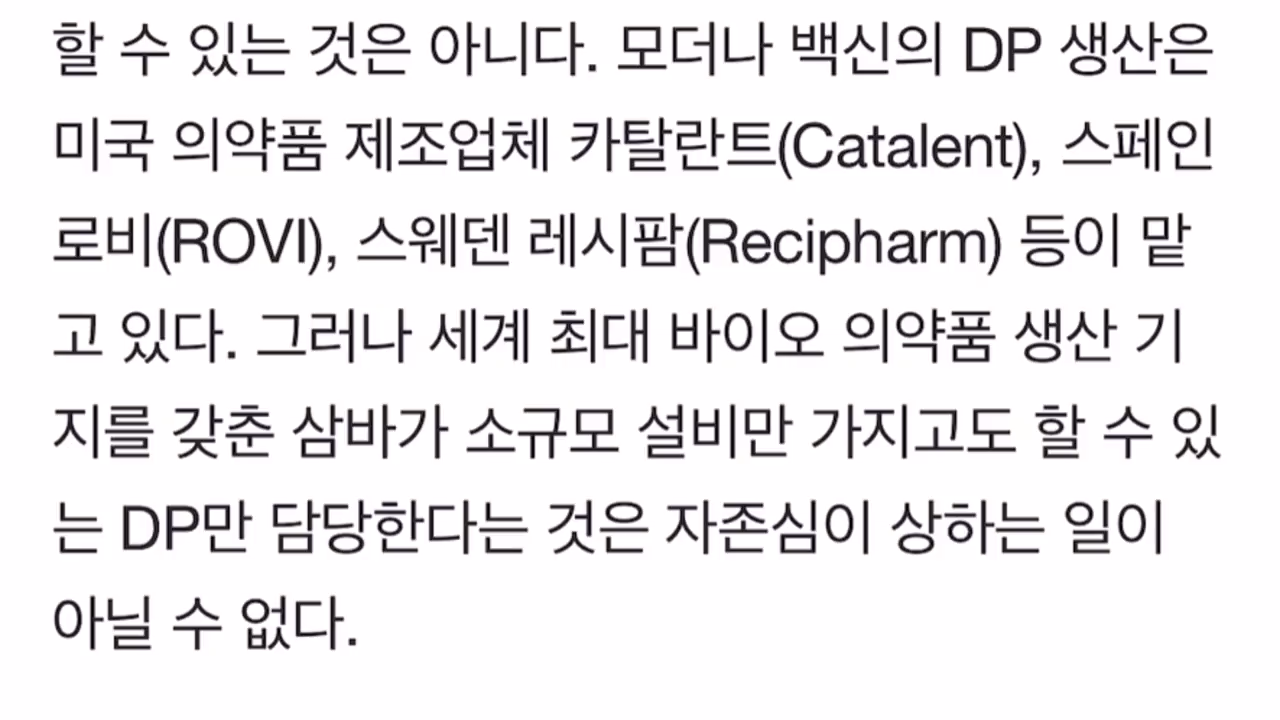 할 수 있는 것은 아니다. 모더나 백신의 DP 생산은
미국 의약품 제조업체 카탈란트(Catalent), 스페인
로비(ROVI), 스웨덴 레시팜(Recipharm) 등이 맡
고 있다. 그러나 세계 최대 바이오 의약품 생산 기
지를 갖춘 삼바가 소규모 설비만 가지고도 할 수 있
는 DP만 담당한다는 것은 자존심이 상하는 일이
아닐 수 없다.